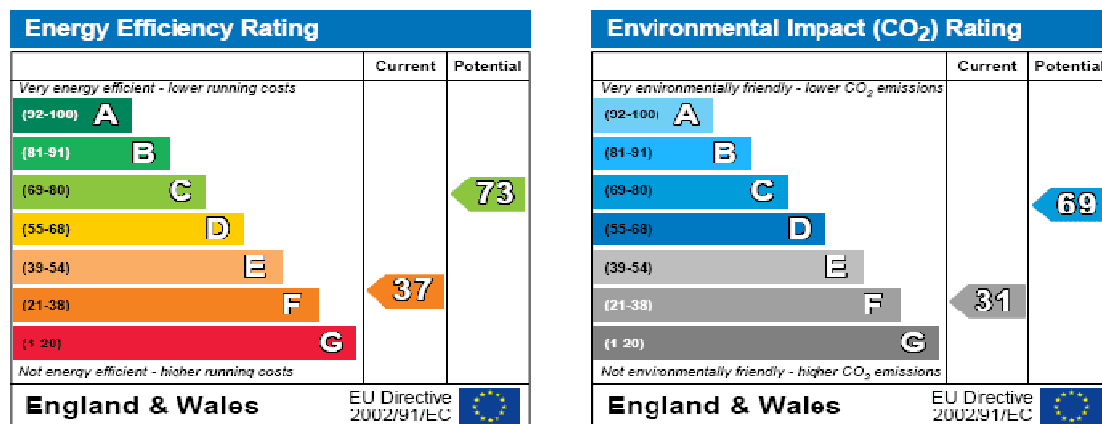 Energy Efficiency Rating
Current Potential
Very energy efficient - lower running costs
(92-100) A
(81-91) B
(69-80) C
73
(55-68) D
(39-54) E
37
(21-38) F
(1-20) G
Not energy efficient - higher running costs
England & Wales
EU Directive
2002/91/EC
Environmental Impact (CO2) Rating
Current Potential
Very environmentally friendly - lower CO2 emissions
(92-100) A
(81-91) B
(69-80) C
69
(55-68) D
(39-54) E
(21-38) F
31
(1-20) G
Not environmentally friendly - higher CO2 emissions
England & Wales
EU Directive
2002/91/EC